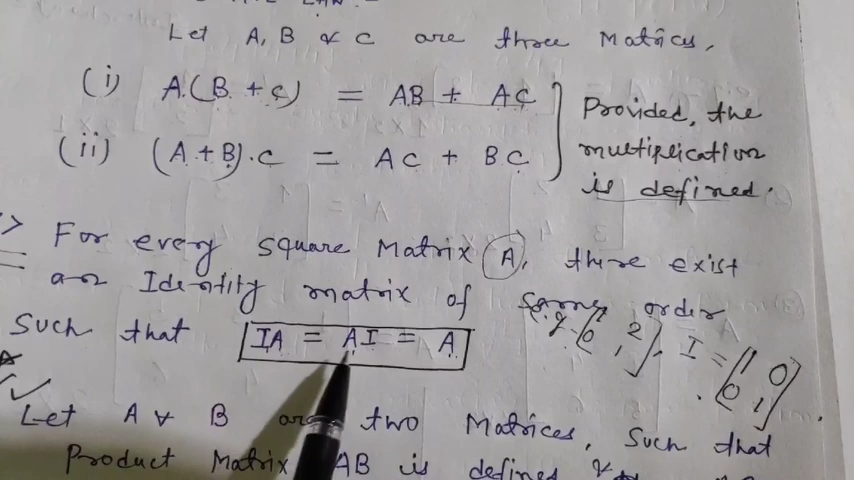 LAW :-
Let A, B & C are three Matrices,
(i) A.(B + C) = AB + AC
(ii) (A + B).C = AC + BC
Provided, the
multiplication
is defined.
For every square Matrix A, there exist
an Identity matrix of same order
Such that IA = AI = A
I = [1 0
0 1]
Let A & B are two Matrices, Such that
Product Matrix AB is defined &